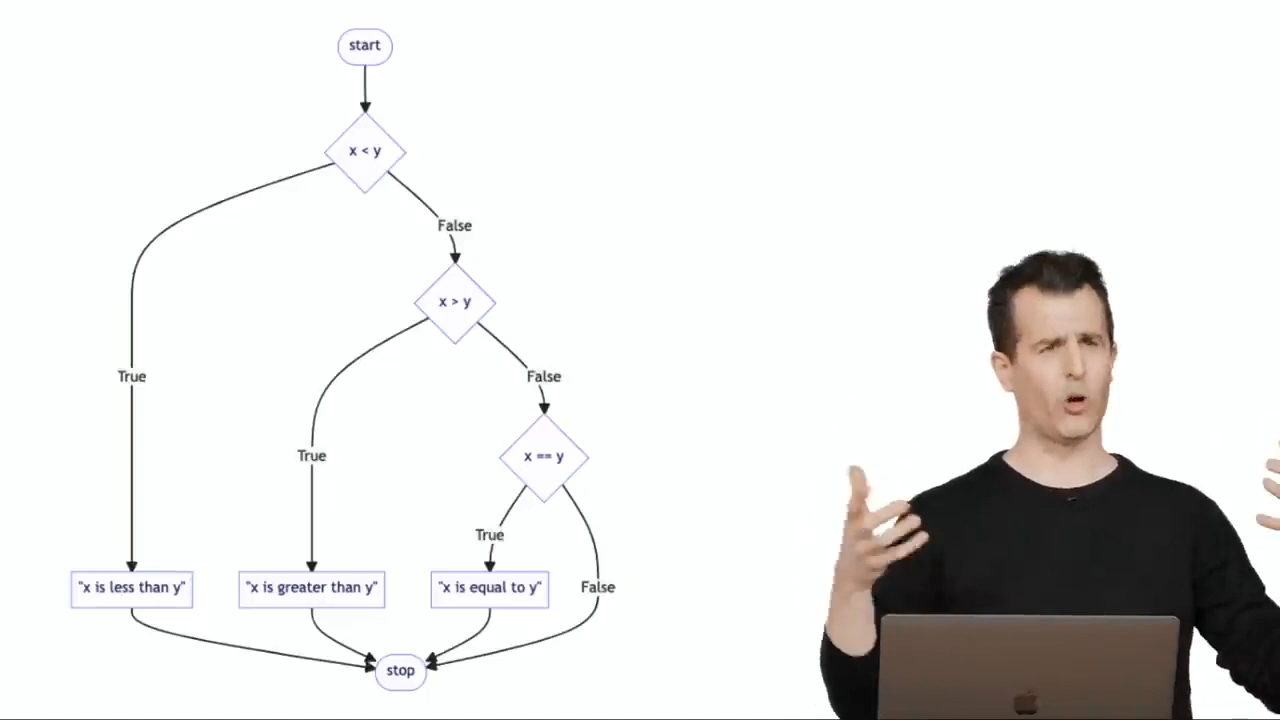 start
x < y
False
x > y
True
False
True
x == y
True
"x is less than y"
"x is greater than y"
"x is equal to y"
False
stop